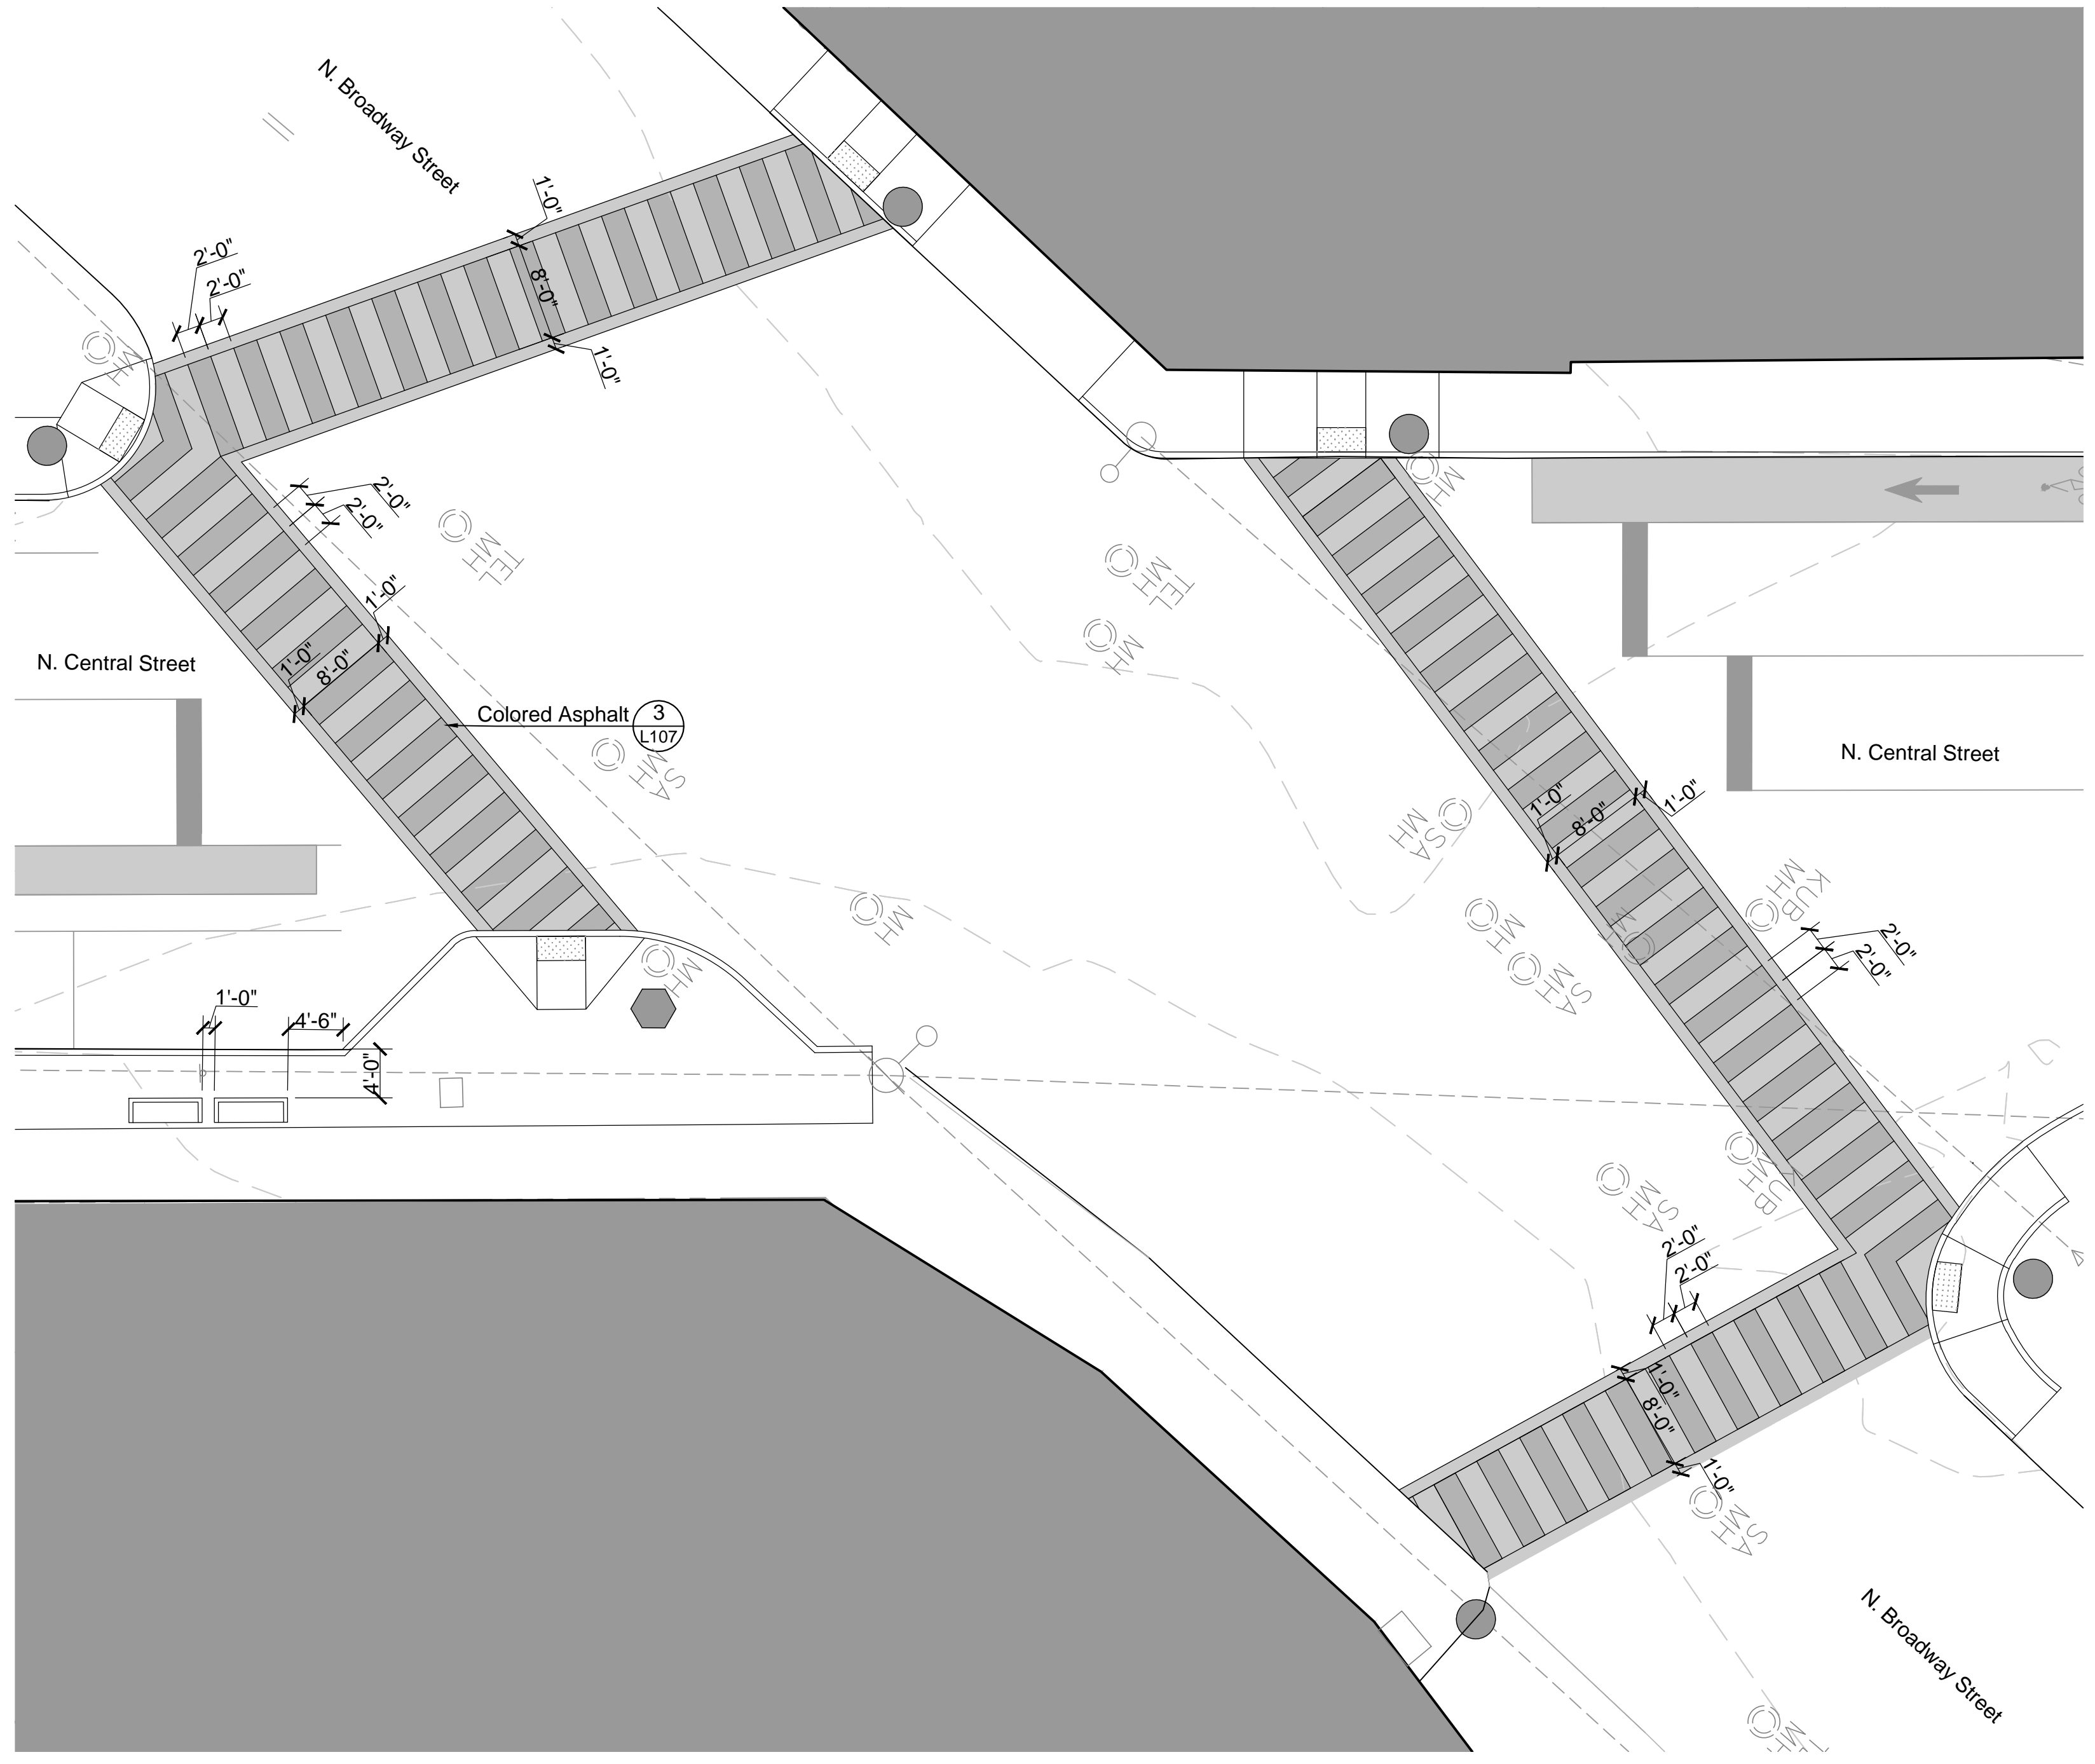 N. Broadway Street
1'-0"
2'-0"
2'-0"
8'-0"
1'-0"
MH
MH
2'-0"
2'-0"
TEL
MH
TEL
MH
1'-0"
MH
N. Central Street
1'-0"
8'-0"
Colored Asphalt
3
L107
SA
MH
N. Central Street
1'-0"
8'-0"
1'-0"
SA
MH
KUB
MH
MH
MH
MH
2'-0"
2'-0"
MH
SA
MH
1'-0"
4'-6"
4'-0"
P
KUB
MH
SA
MH
2'-0"
2'-0"
1'-0"
8'-0"
1'-0"
SA
MH
N. Broadway Street